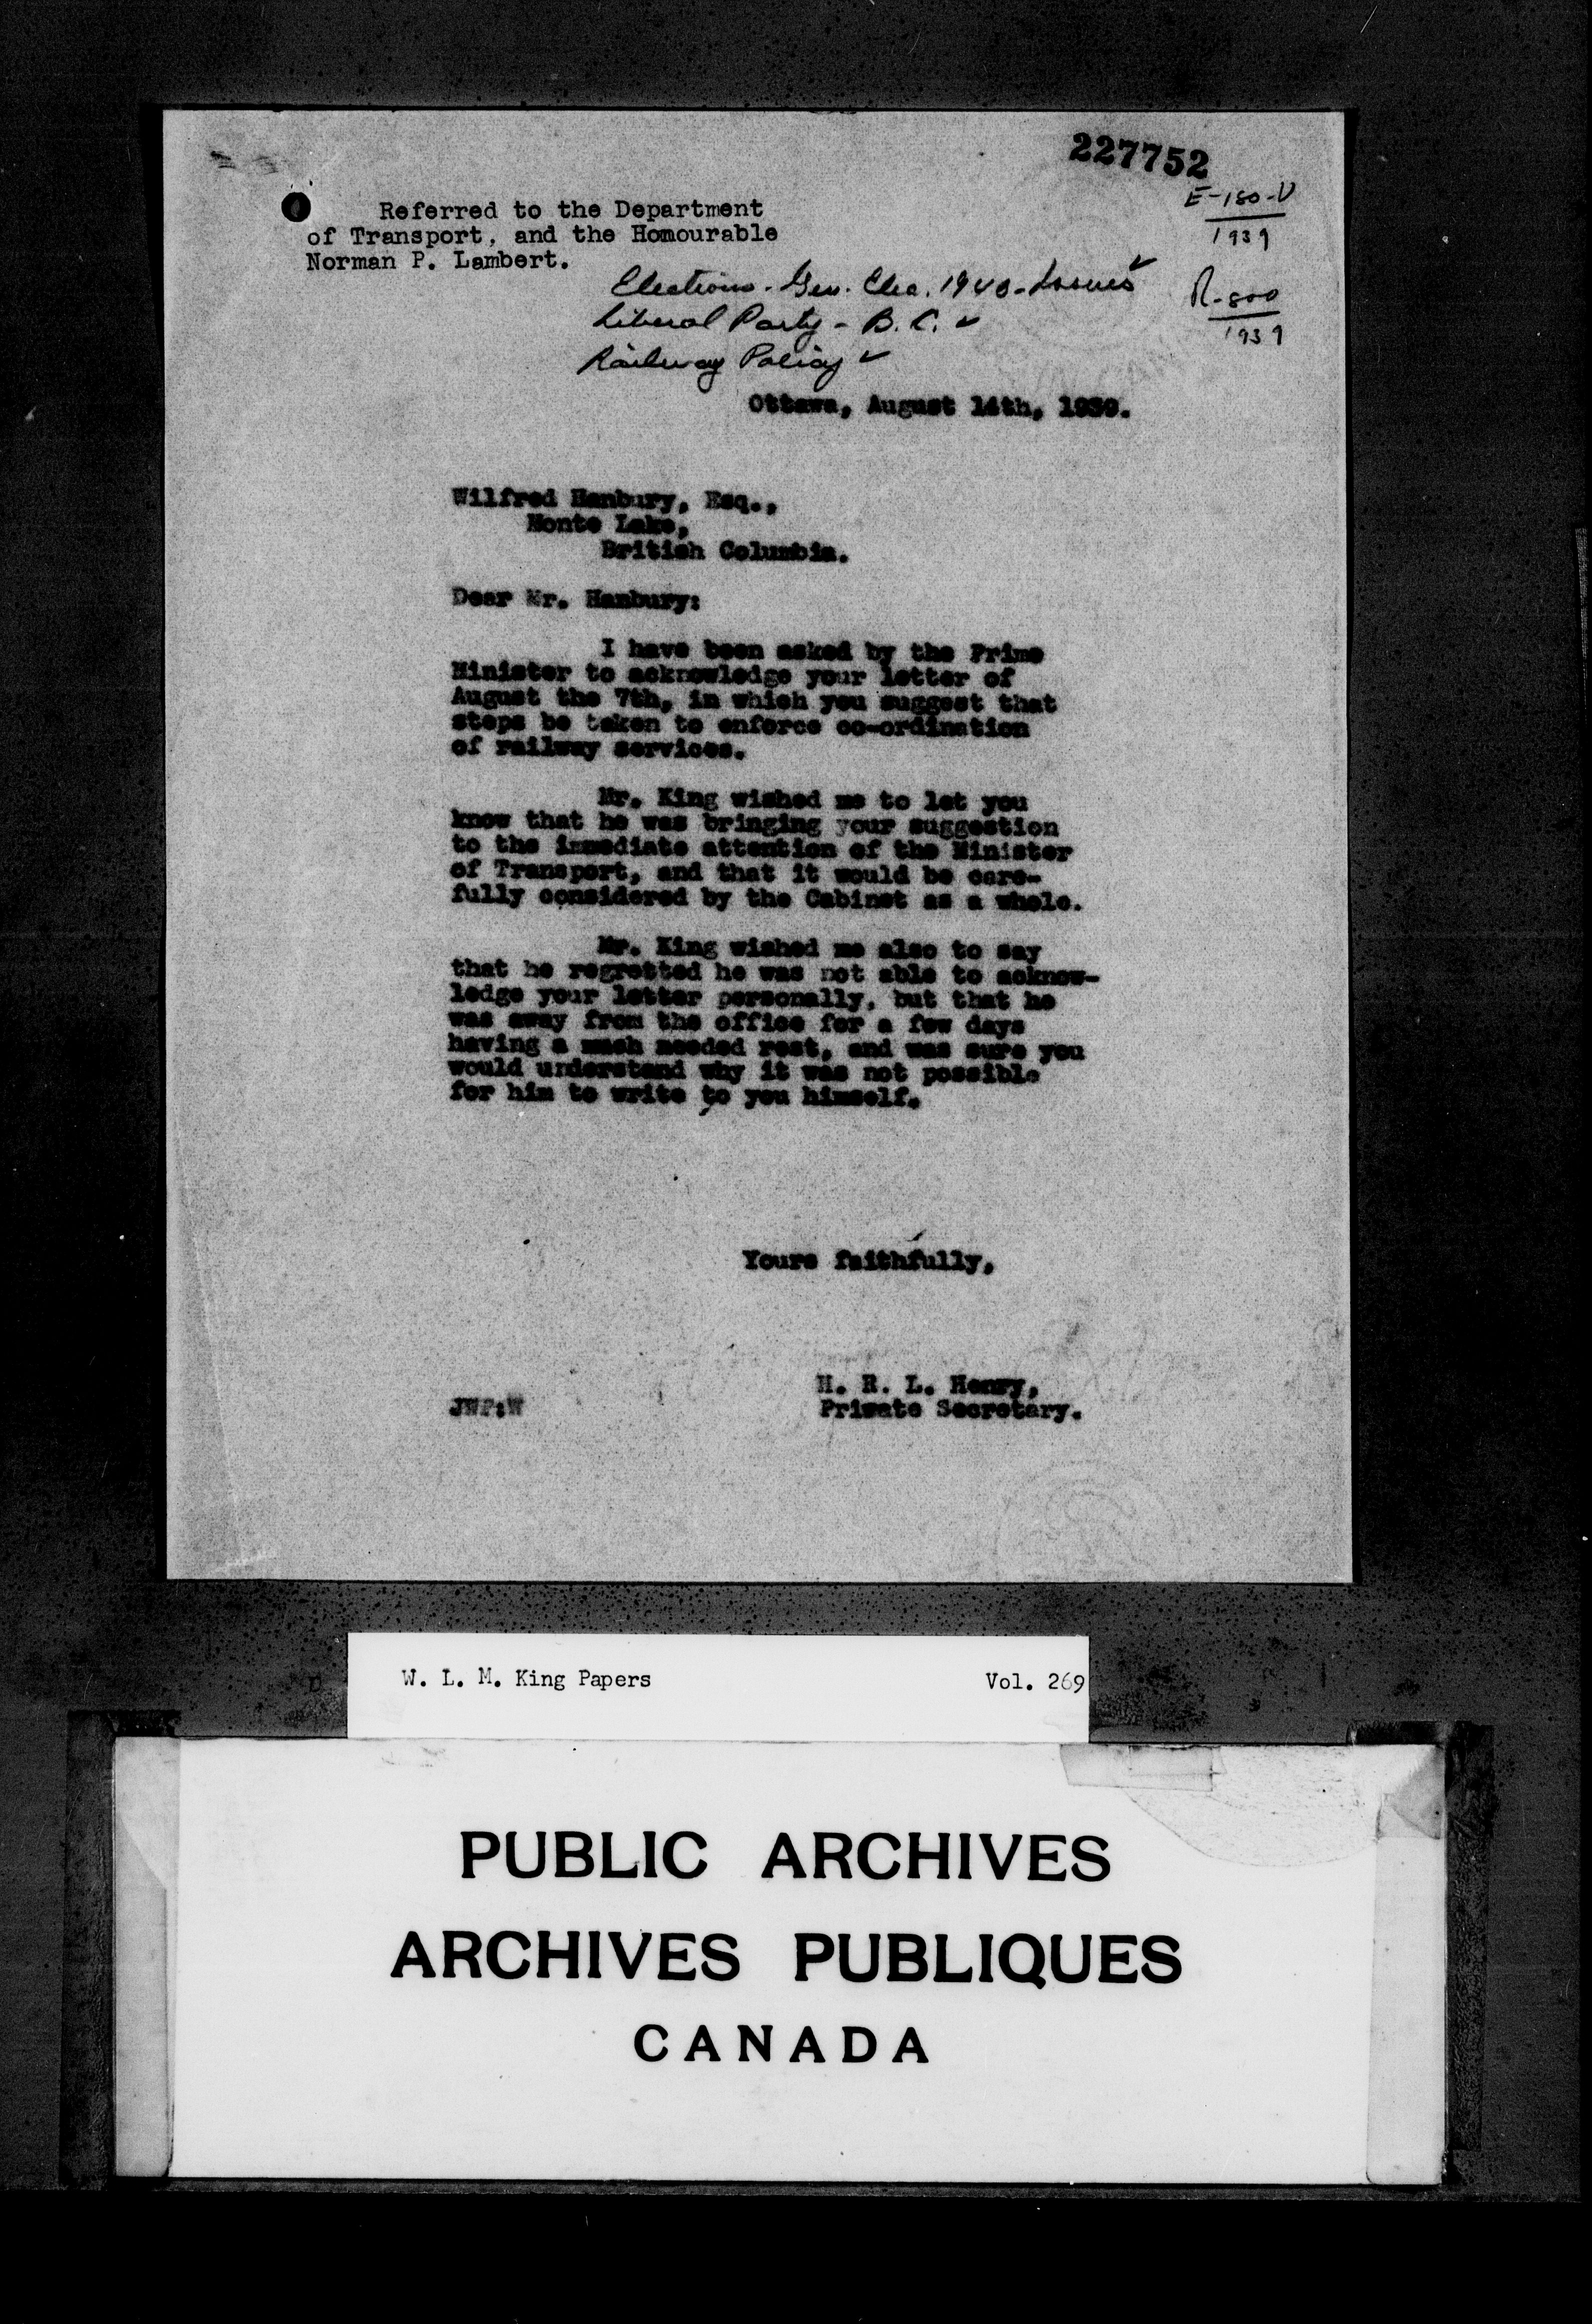 227752
E-180-V
1939
Referred to the Department
of Transport, and the Homourable
Norman P. Lambert.
Elections - Gen. Elec. 1940 - Issues
R-800
1939
Liberal Party - B. C.
Railway Policy
Ottawa, August 14th, 1939.
Wilfred Hanbury, Esq.,
Monte Lake,
British Columbia.
Dear Mr. Hanbury:
I have been asked by the Prime
Minister to acknowledge your letter of
August the 7th, in which you suggest that
steps be taken to enforce co-ordination
of railway services.
Mr. King wished me to let you
know that he was bringing your suggestion
to the immediate attention of the Minister
of Transport, and that it would be care-
fully considered by the Cabinet as a whole.
Mr. King wished me also to say
that he regretted he was not able to acknow-
ledge your letter personally, but that he
was away from the office for a few days
having a much needed rest, and was sure you
would understand why it was not possible
for him to write to you himself.
Yours faithfully,
H. R. L. Henry,
Private Secretary.
JWP:W
W. L. M. King Papers Vol. 269
PUBLIC ARCHIVES
ARCHIVES PUBLIQUES
CANADA